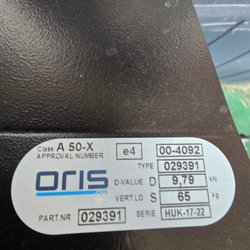 Class A 50-X e4 00-4092
APPROVAL NUMBER
TYPE 029391
ORIS D-VALUE D 9,79 kN
VERT.LD S 65 kg
PART.NR 029391 SERIE HUK-17-22